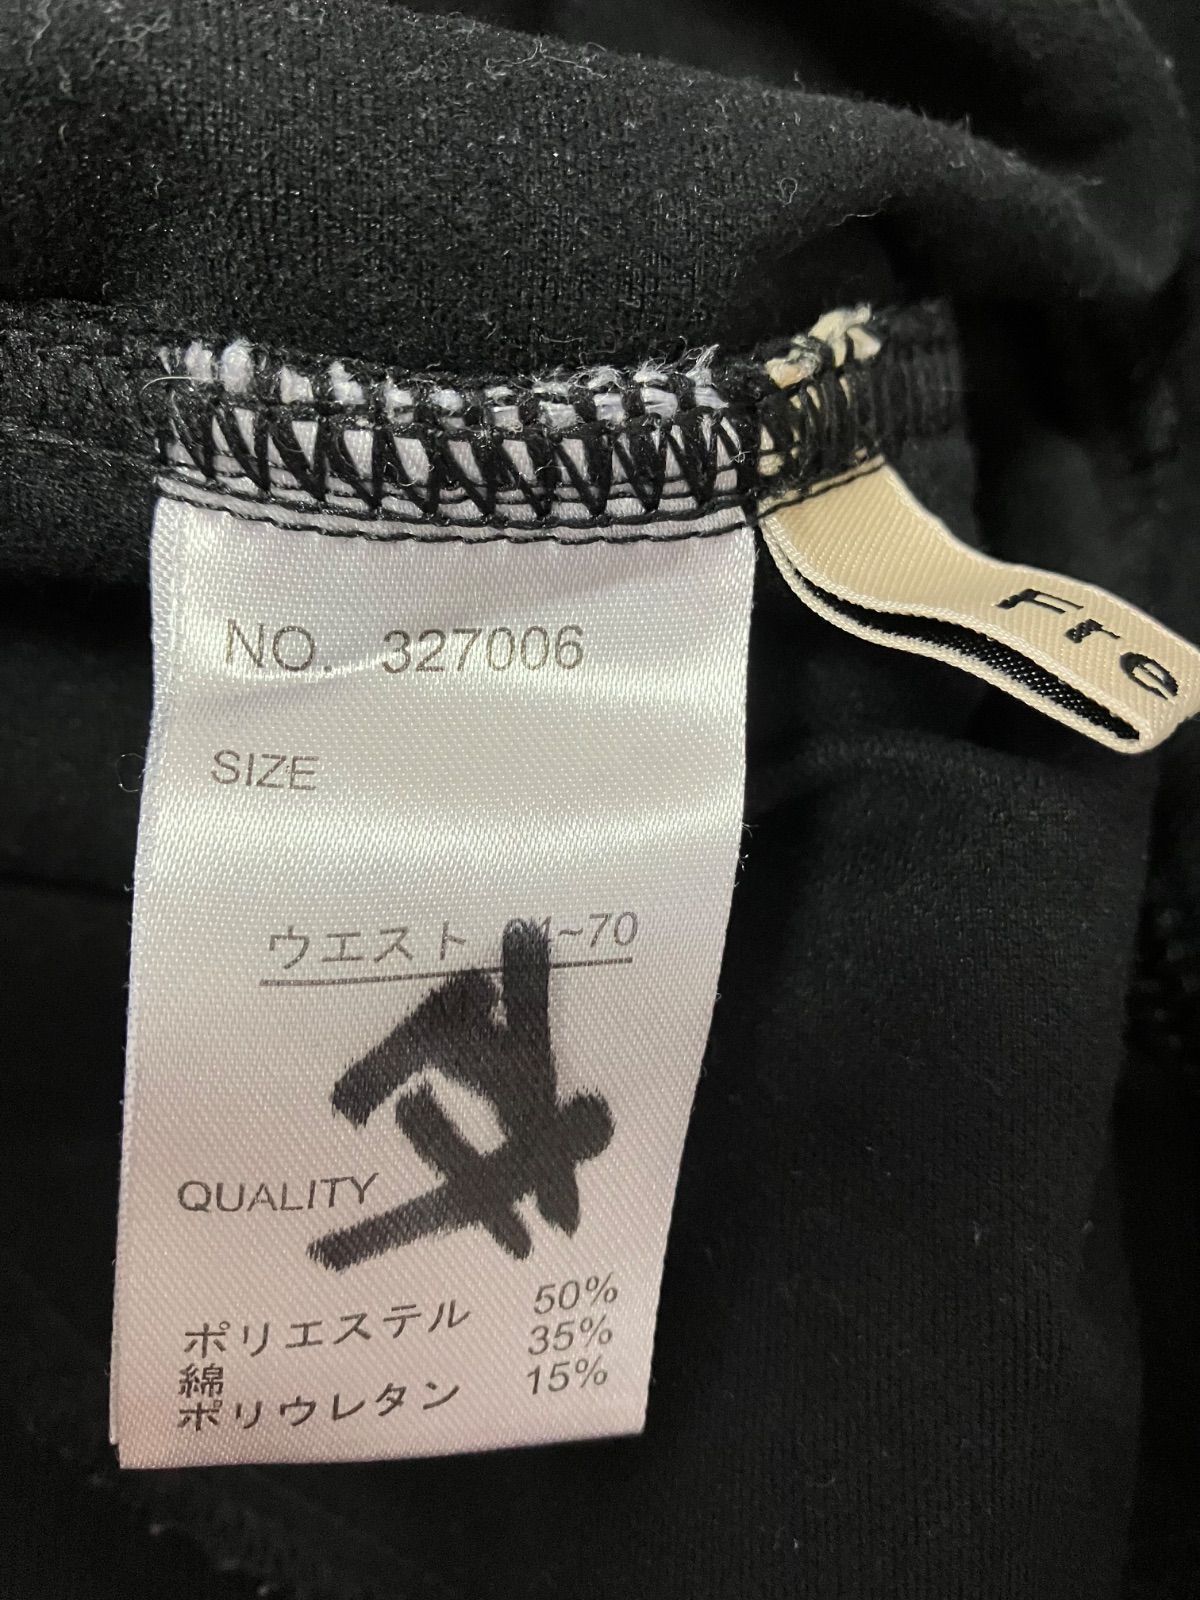 NO. 327006
Fre
SIZE
ウエスト ~70
QUALITY
ポリエステル 50%
綿 35%
ポリウレタン 15%